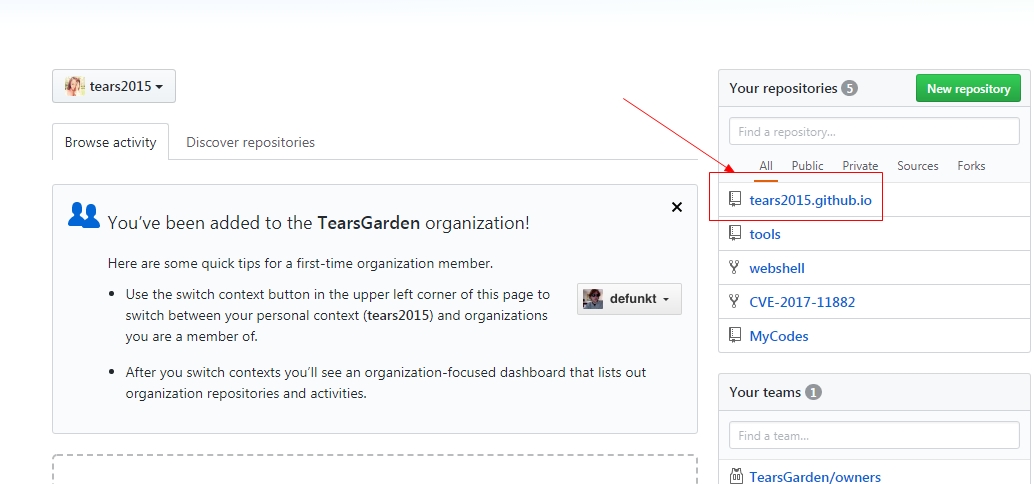 tears2015
Browse activity
Discover repositories
You've been added to the TearsGarden organization!
Here are some quick tips for a first-time organization member.
Use the switch context button in the upper left corner of this page to
switch between your personal context (tears2015) and organizations
you are a member of.
defunkt
After you switch contexts you'll see an organization-focused dashboard that lists out
organization repositories and activities.
Your repositories 5
New repository
Find a repository...
All Public Private Sources Forks
tears2015.github.io
tools
webshell
CVE-2017-11882
MyCodes
Your teams 1
Find a team...
TearsGarden/owners